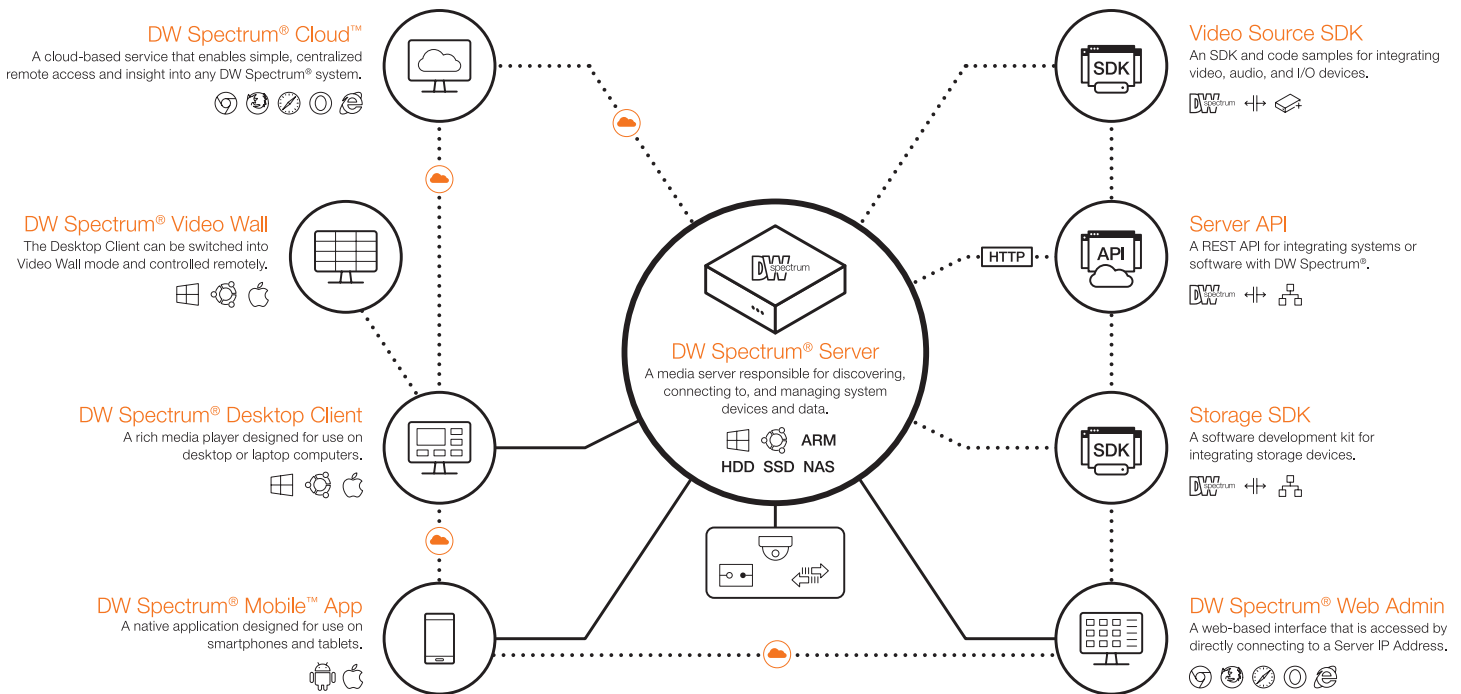 DW Spectrum® Cloud™
A cloud-based service that enables simple, centralized
remote access and insight into any DW Spectrum® system.
DW Spectrum® Video Wall
The Desktop Client can be switched into
Video Wall mode and controlled remotely.
DW Spectrum® Desktop Client
A rich media player designed for use on
desktop or laptop computers.
DW Spectrum® Mobile™ App
A native application designed for use on
smartphones and tablets.
DW spectrum
DW Spectrum® Server
A media server responsible for discovering,
connecting to, and managing system
devices and data.
ARM
HDD SSD NAS
HTTP
SDK
Video Source SDK
An SDK and code samples for integrating
video, audio, and I/O devices.
DW spectrum
API
Server API
A REST API for integrating systems or
software with DW Spectrum®.
DW spectrum
SDK
Storage SDK
A software development kit for
integrating storage devices.
DW spectrum
DW Spectrum® Web Admin
A web-based interface that is accessed by
directly connecting to a Server IP Address.